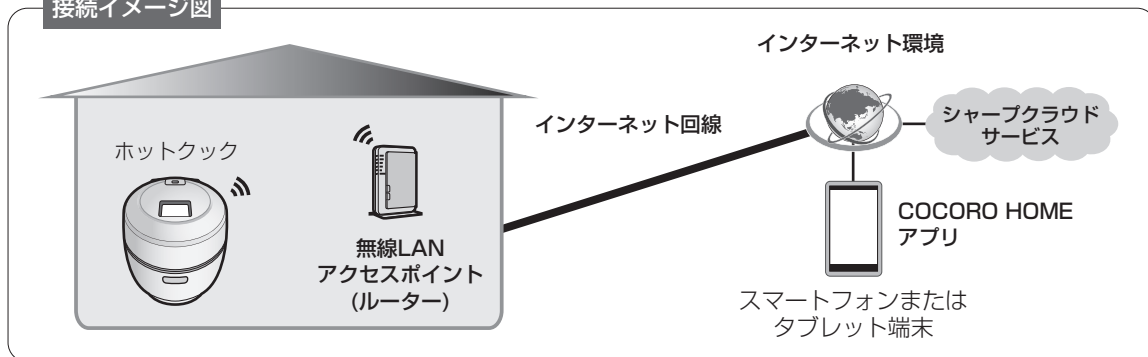 接続イメージ図
インターネット環境
インターネット回線
シャープクラウド
サービス
ホットクック
無線LAN
アクセスポイント
(ルーター)
COCORO HOME
アプリ
スマートフォンまたは
タブレット端末